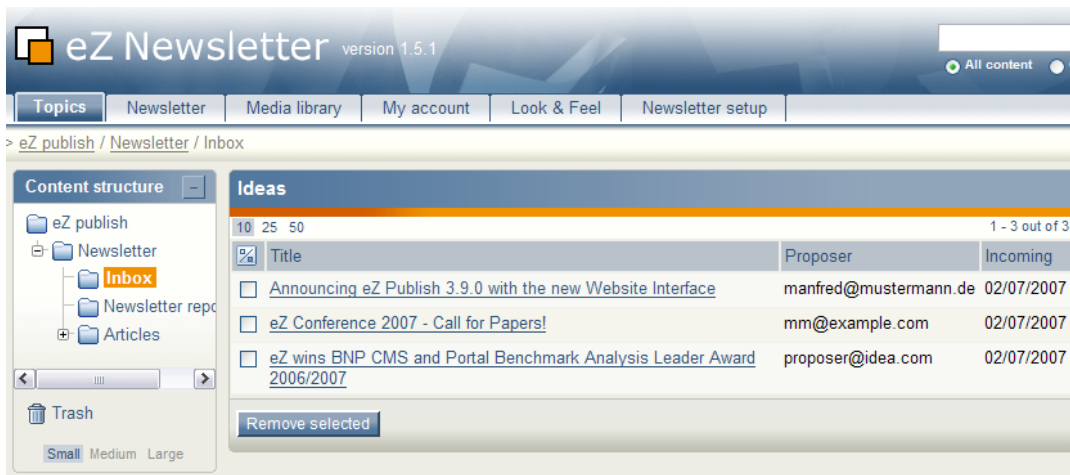 eZ Newsletter version 1.5.1
All content
Topics Newsletter Media library My account Look & Feel Newsletter setup
> eZ publish / Newsletter / Inbox
Content structure
eZ publish
Newsletter
Inbox
Newsletter repo
Articles
Trash
Small Medium Large
Ideas
10 25 50 1 - 3 out of 3
Title Proposer Incoming
Announcing eZ Publish 3.9.0 with the new Website Interface manfred@mustermann.de 02/07/2007
eZ Conference 2007 - Call for Papers! mm@example.com 02/07/2007
eZ wins BNP CMS and Portal Benchmark Analysis Leader Award proposer@idea.com 02/07/2007
2006/2007
Remove selected